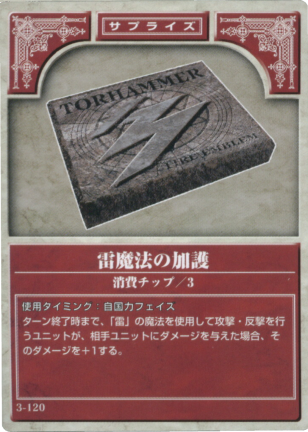 サプライズ
TORHAMMER
FIRE EMBLEM
雷魔法の加護
消費チップ/3
使用タイミング:自国力フェイズ
ターン終了時まで、「雷」の魔法を使用して攻撃・反撃を行
うユニットが、相手ユニットにダメージを与えた場合、そ
のダメージを+1する。
3-120